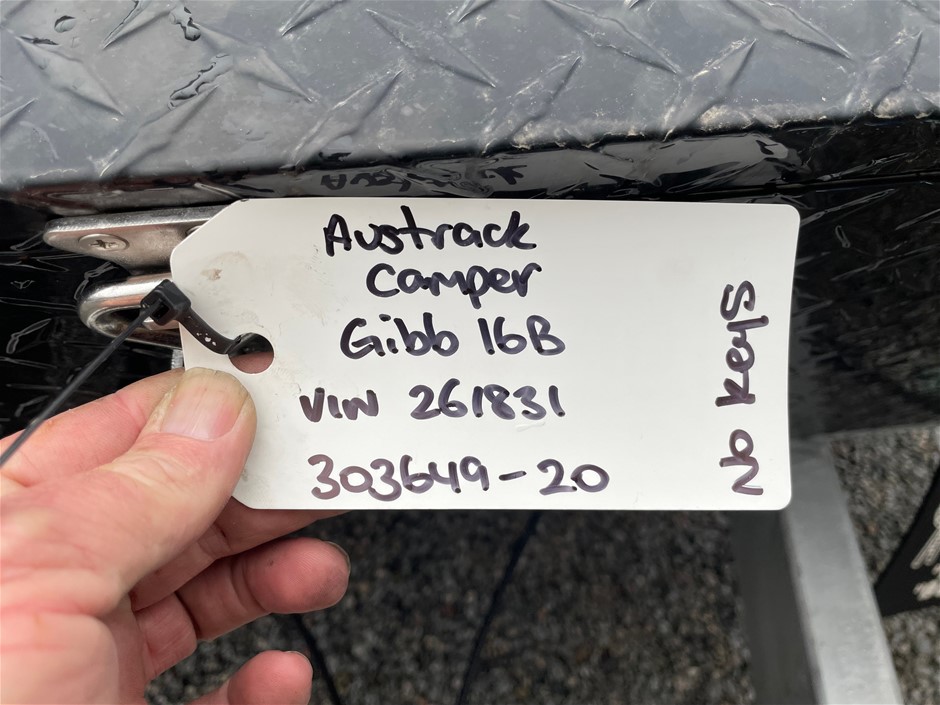 Austrack
Camper
Gibb 16B
VIN 261831
303649-20
No Keys